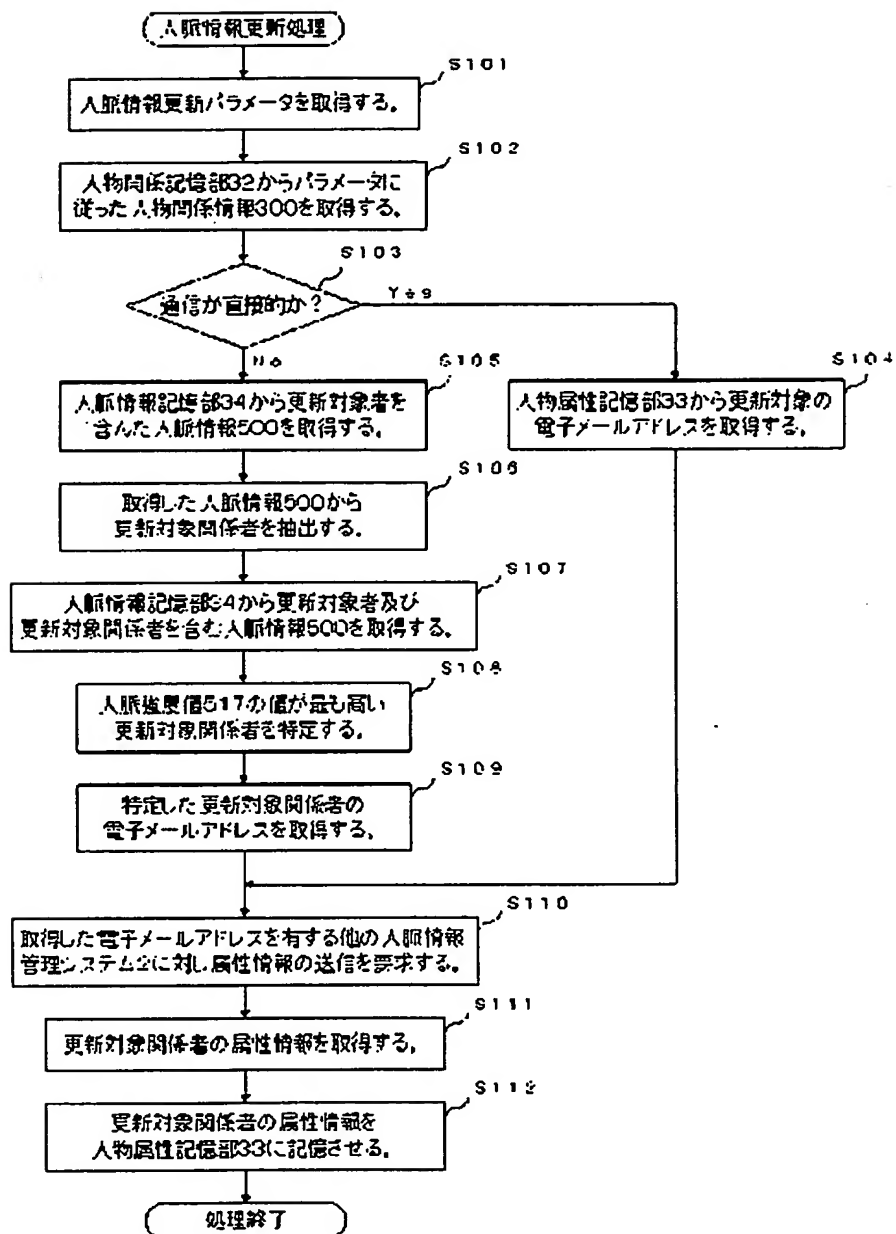 人脈情報更新処理
S101
人脈情報更新パラメータを取得する。
S102
人物関係記憶部32からパラメータに
従った人物関係情報300を取得する。
S103
通信が直接的か?
Yes
No
S105
人脈情報記憶部34から更新対象者を
含んだ人脈情報500を取得する。
S104
人物属性記憶部33から更新対象の
電子メールアドレスを取得する。
S106
取得した人脈情報500から
更新対象関係者を抽出する。
S107
人脈情報記憶部34から更新対象者及び
更新対象関係者を含む人脈情報500を取得する。
S108
人脈強度値517の値が最も高い
更新対象関係者を特定する。
S109
特定した更新対象関係者の
電子メールアドレスを取得する。
S110
取得した電子メールアドレスを有する他の人脈情報
管理システム2に対し属性情報の送信を要求する。
S111
更新対象関係者の属性情報を取得する。
S112
更新対象関係者の属性情報を
人物属性記憶部33に記憶させる。
処理終了